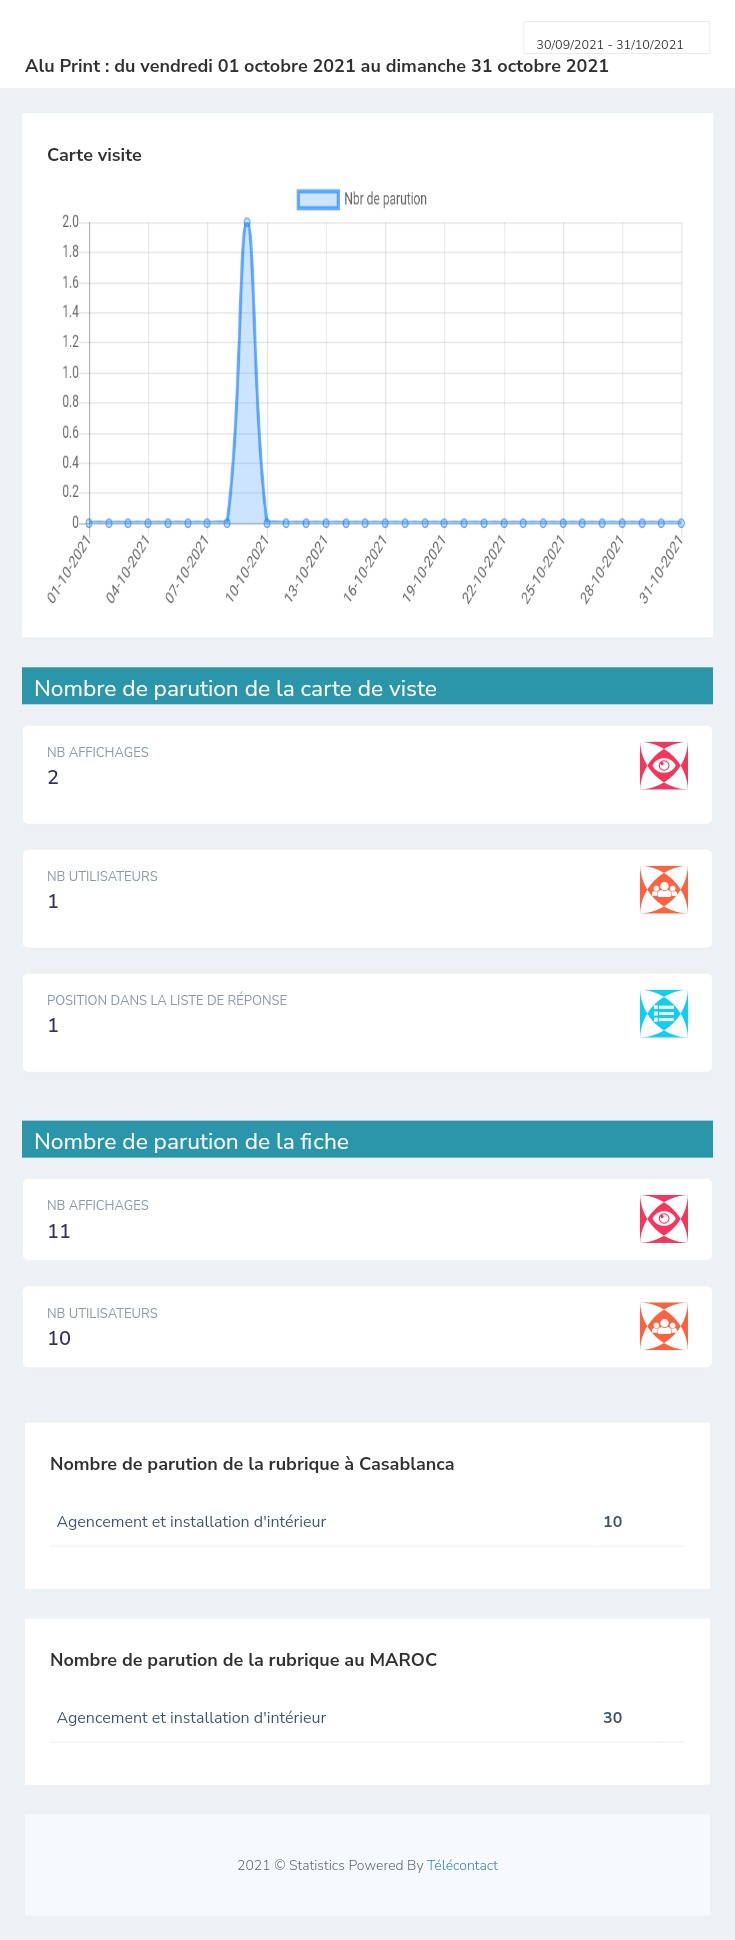 30/09/2021 - 31/10/2021
Alu Print : du vendredi 01 octobre 2021 au dimanche 31 octobre 2021
Carte visite
Nbr de parution
2.0
1.8
1.6
1.4
1.2
1.0
0.8
0.6
0.4
0.2
0
01-10-2021
04-10-2021
07-10-2021
10-10-2021
13-10-2021
16-10-2021
19-10-2021
22-10-2021
25-10-2021
28-10-2021
31-10-2021
Nombre de parution de la carte de viste
NB AFFICHAGES
2
NB UTILISATEURS
1
POSITION DANS LA LISTE DE RÉPONSE
1
Nombre de parution de la fiche
NB AFFICHAGES
11
NB UTILISATEURS
10
Nombre de parution de la rubrique à Casablanca
Agencement et installation d'intérieur 10
Nombre de parution de la rubrique au MAROC
Agencement et installation d'intérieur 30
2021 © Statistics Powered By Télécontact